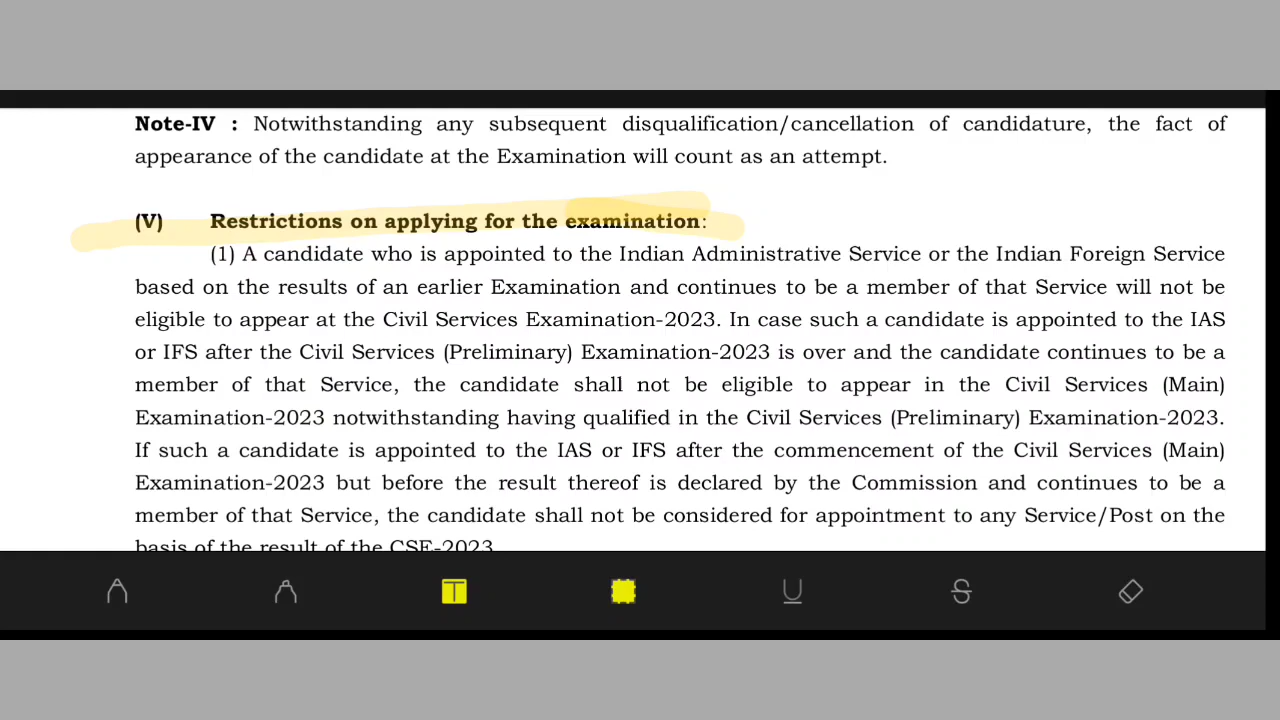 Note-IV : Notwithstanding any subsequent disqualification/cancellation of candidature, the fact of
appearance of the candidate at the Examination will count as an attempt.
(V) Restrictions on applying for the examination:
(1) A candidate who is appointed to the Indian Administrative Service or the Indian Foreign Service
based on the results of an earlier Examination and continues to be a member of that Service will not be
eligible to appear at the Civil Services Examination-2023. In case such a candidate is appointed to the IAS
or IFS after the Civil Services (Preliminary) Examination-2023 is over and the candidate continues to be a
member of that Service, the candidate shall not be eligible to appear in the Civil Services (Main)
Examination-2023 notwithstanding having qualified in the Civil Services (Preliminary) Examination-2023.
If such a candidate is appointed to the IAS or IFS after the commencement of the Civil Services (Main)
Examination-2023 but before the result thereof is declared by the Commission and continues to be a
member of that Service, the candidate shall not be considered for appointment to any Service/Post on the
basis of the result of the CSE-2023.
T
U
S